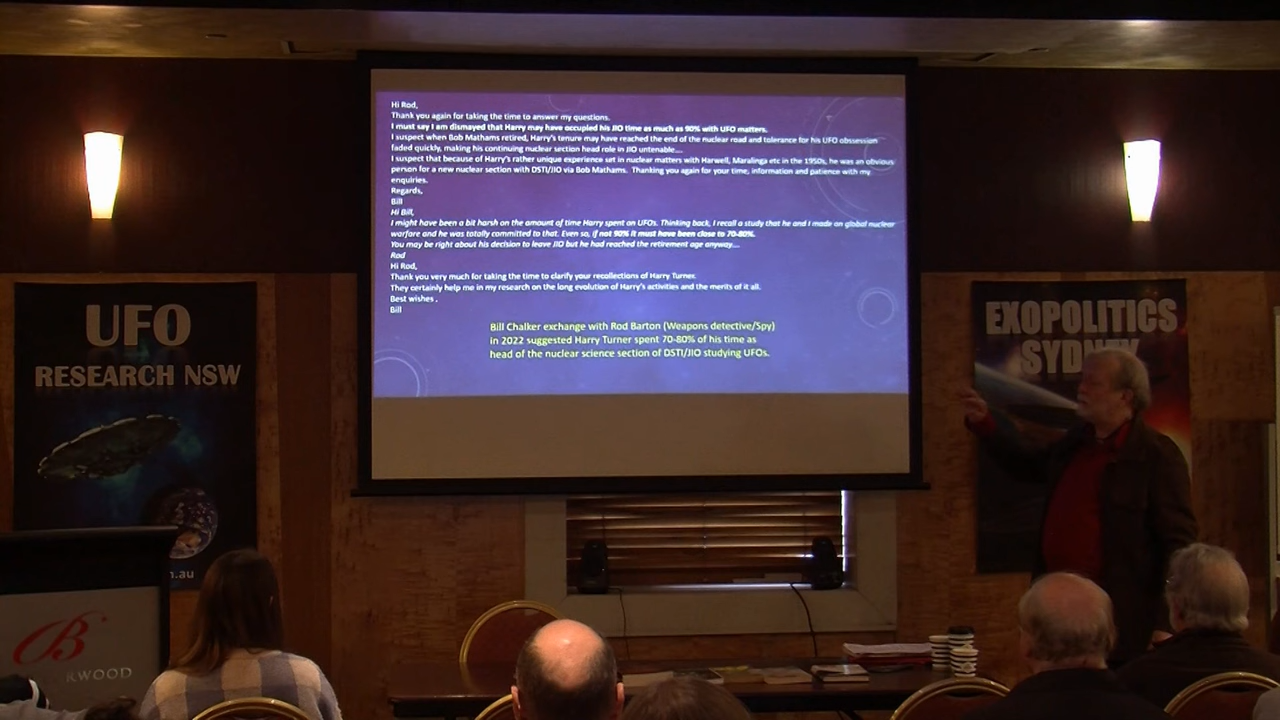 Hi Rod,
Thank you again for taking the time to answer my questions.
I must say I am dismayed that Harry may have occupied his JIO time as much as 90% with UFO matters.
I suspect when Bob Mathams retired, Harry's tenure may have reached the end of the nuclear road and tolerance for his UFO obssession
faded quickly, making his continuing nuclear section head role in JIO untenable....
I suspect that because of Harry's rather unique experience set in nuclear matters with Harwell, Maralinga etc in the 1950s, he was an obvious
person for a new nuclear section with DSTI/JIO via Bob Mathams. Thanking you again for your time, information and patience with my
enquiries.
Regards,
Bill
Hi Bill,
I might have been a bit harsh on the amount of time Harry spent on UFOs. Thinking back, I recall a study that he and I made on global nuclear
warfare and he was totally committed to that. Even so, if not 90% it must have been close to 70-80%.
You may be right about his decision to leave JIO but he had reached the retirement age anyway....
Rod
Hi Rod,
Thank you very much for taking the time to clarify your recollections of Harry Turner.
They certainly help me in my research on the long evolution of Harry's activities and the merits of it all.
Best wishes .
Bill
Bill Chalker exchange with Rod Barton (Weapons detective/Spy)
in 2022 suggested Harry Turner spent 70-80% of his time as
head of the nuclear science section of DSTI/JIO studying UFOs.
UFO
RESEARCH NSW
.au
EXOPOLITICS
SYDNEY
B
RWOOD